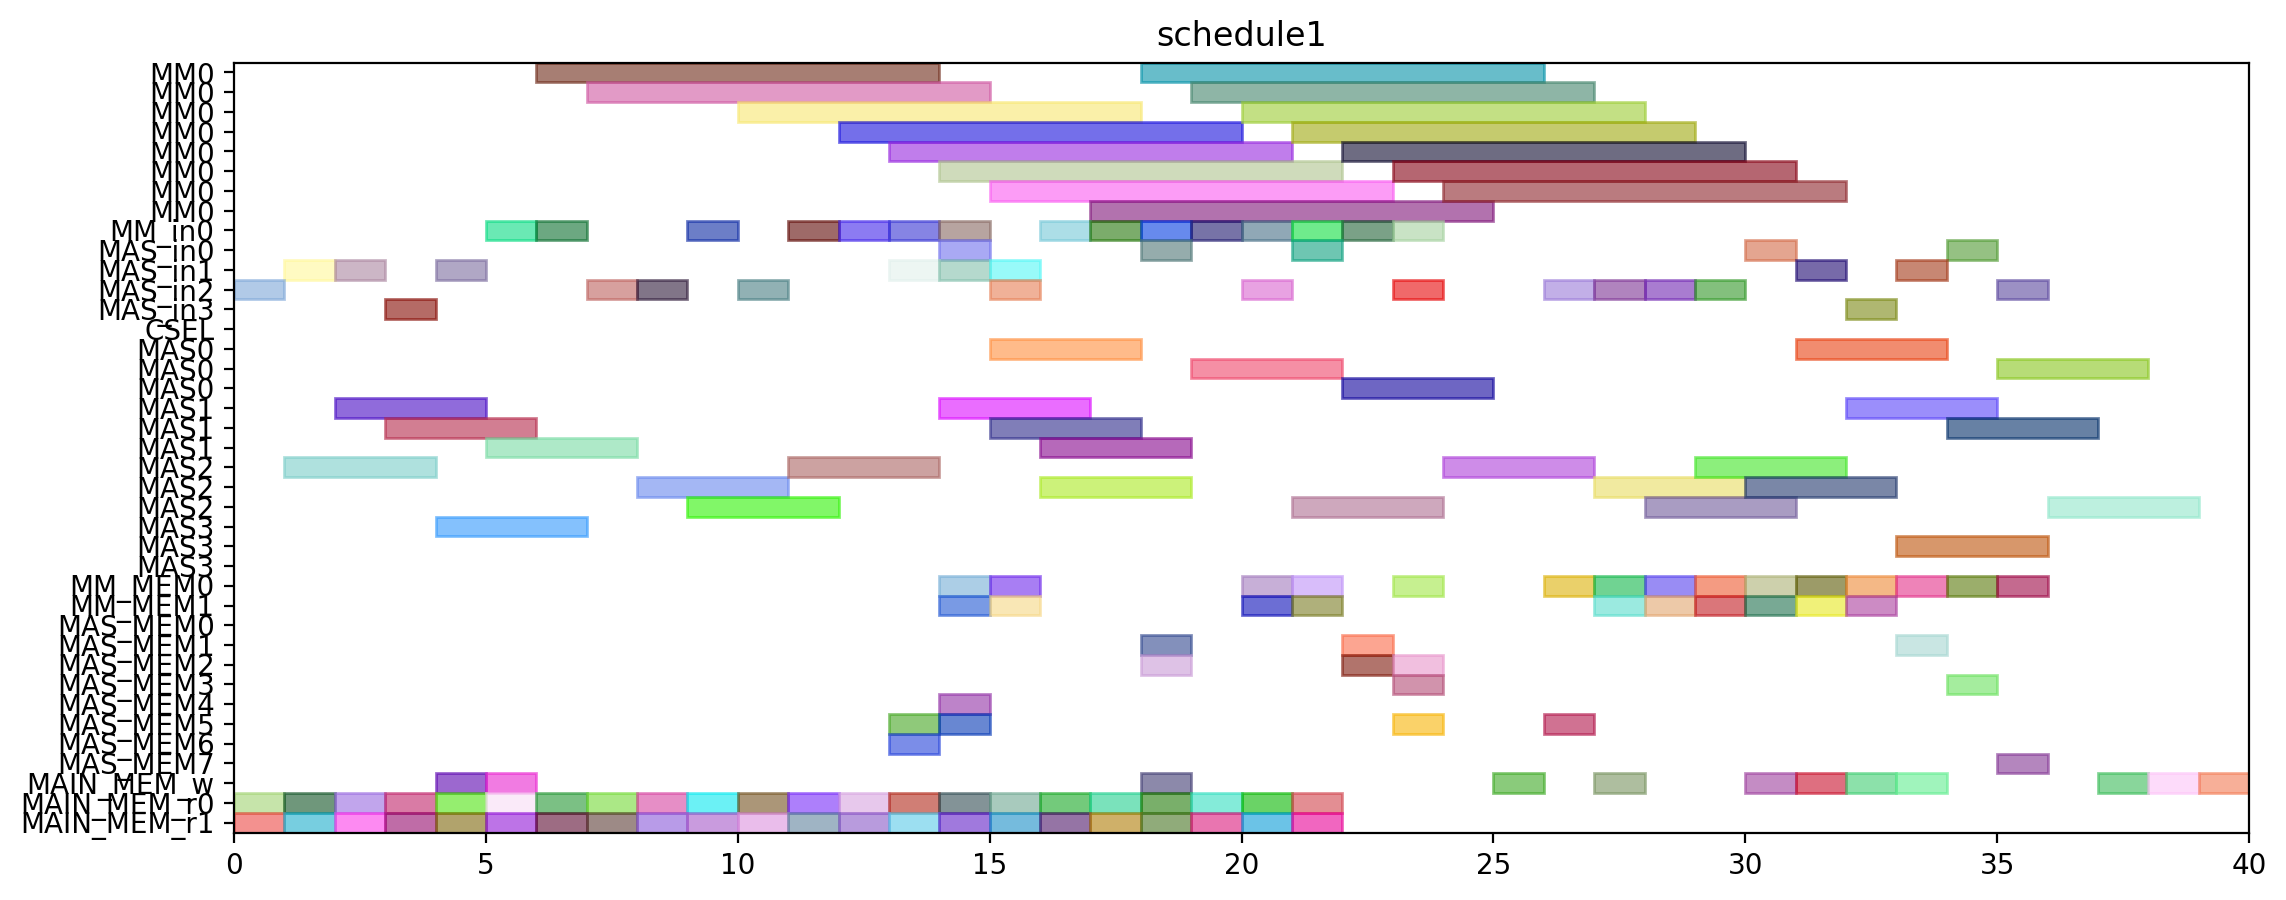 schedule1
MM0
MM0
MM0
MM0
MM0
MM0
MM0
MM0
MM_in0
MAS_in0
MAS_in1
MAS_in2
MAS_in3
CSEL
MAS0
MAS0
MAS0
MAS1
MAS1
MAS1
MAS2
MAS2
MAS2
MAS3
MAS3
MAS3
MM_MEM0
MM_MEM1
MAS_MEM0
MAS_MEM1
MAS_MEM2
MAS_MEM3
MAS_MEM4
MAS_MEM5
MAS_MEM6
MAS_MEM7
MAIN_MEM_w
MAIN_MEM_r0
MAIN_MEM_r1
0 5 10 15 20 25 30 35 40